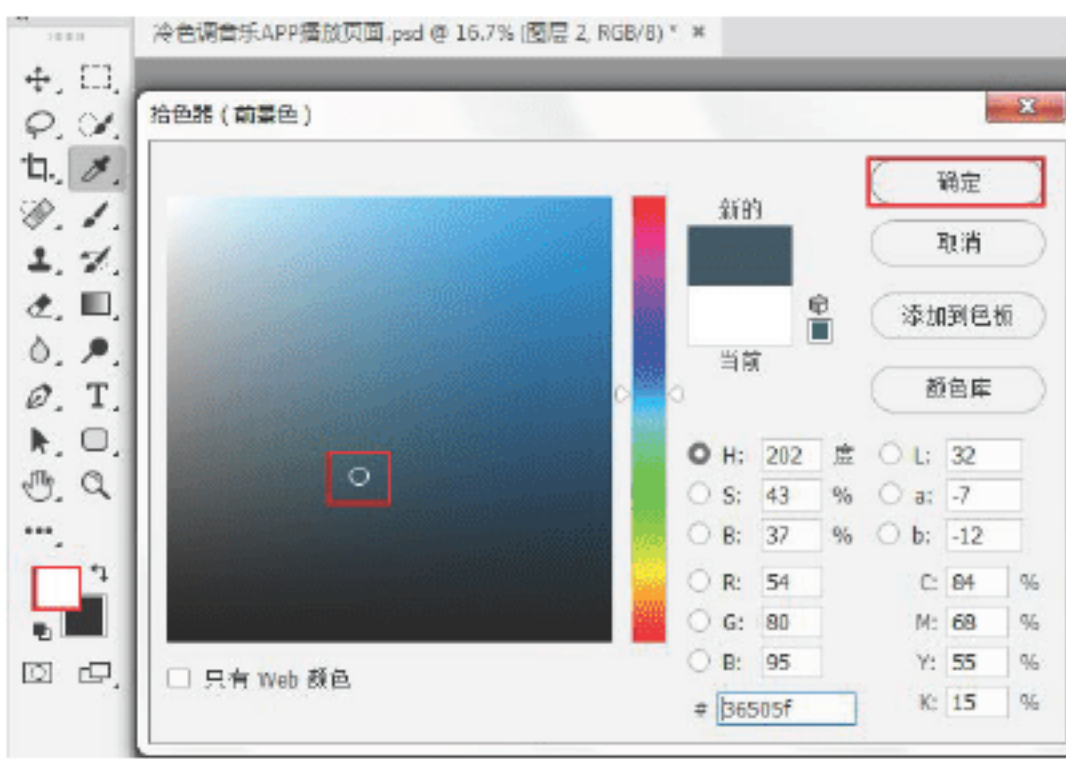 冷色调音乐APP播放页面.psd @ 16.7% (图层 2, RGB/8) * ×
拾色器（前景色）
确定
新的
取消
添加到色板
当前
颜色库
H: 202 度
L: 32
S: 43 %
a: -7
B: 37 %
b: -12
R: 54
C: 84 %
G: 80
M: 68 %
B: 95
Y: 55 %
只有 Web 颜色
# 36505f
K: 15 %